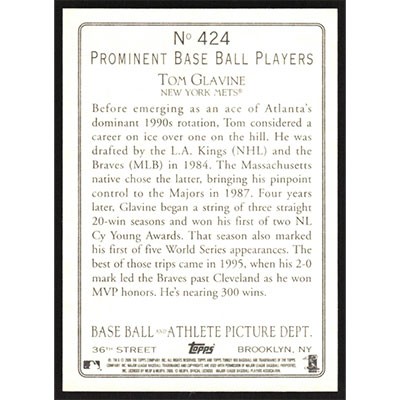 No 424
PROMINENT BASE BALL PLAYERS
TOM GLAVINE
NEW YORK METS®
Before emerging as an ace of Atlanta's
dominant 1990s rotation, Tom considered a
career on ice over one on the hill. He was
drafted by the L.A. Kings (NHL) and the
Braves (MLB) in 1984. The Massachusetts
native chose the latter, bringing his pinpoint
control to the Majors in 1987. Four years
later, Glavine began a string of three straight
20-win seasons and won his first of two NL
Cy Young Awards. That season also marked
his first of five World Series appearances. The
best of those trips came in 1995, when his 2-0
mark led the Braves past Cleveland as he won
MVP honors. He's nearing 300 wins.
BASE BALL AND ATHLETE PICTURE DEPT.
36TH STREET Topps BROOKLYN, NY